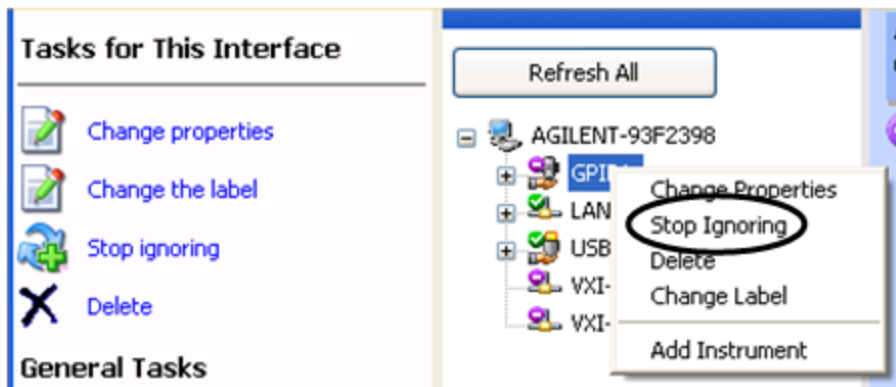 Tasks for This Interface
Change properties
Change the label
Stop ignoring
Delete
General Tasks
Refresh All
AGILENT-93F2398
LAN
USB
VXI-
VXI-
Change Properties
Stop Ignoring
Delete
Change Label
Add Instrument